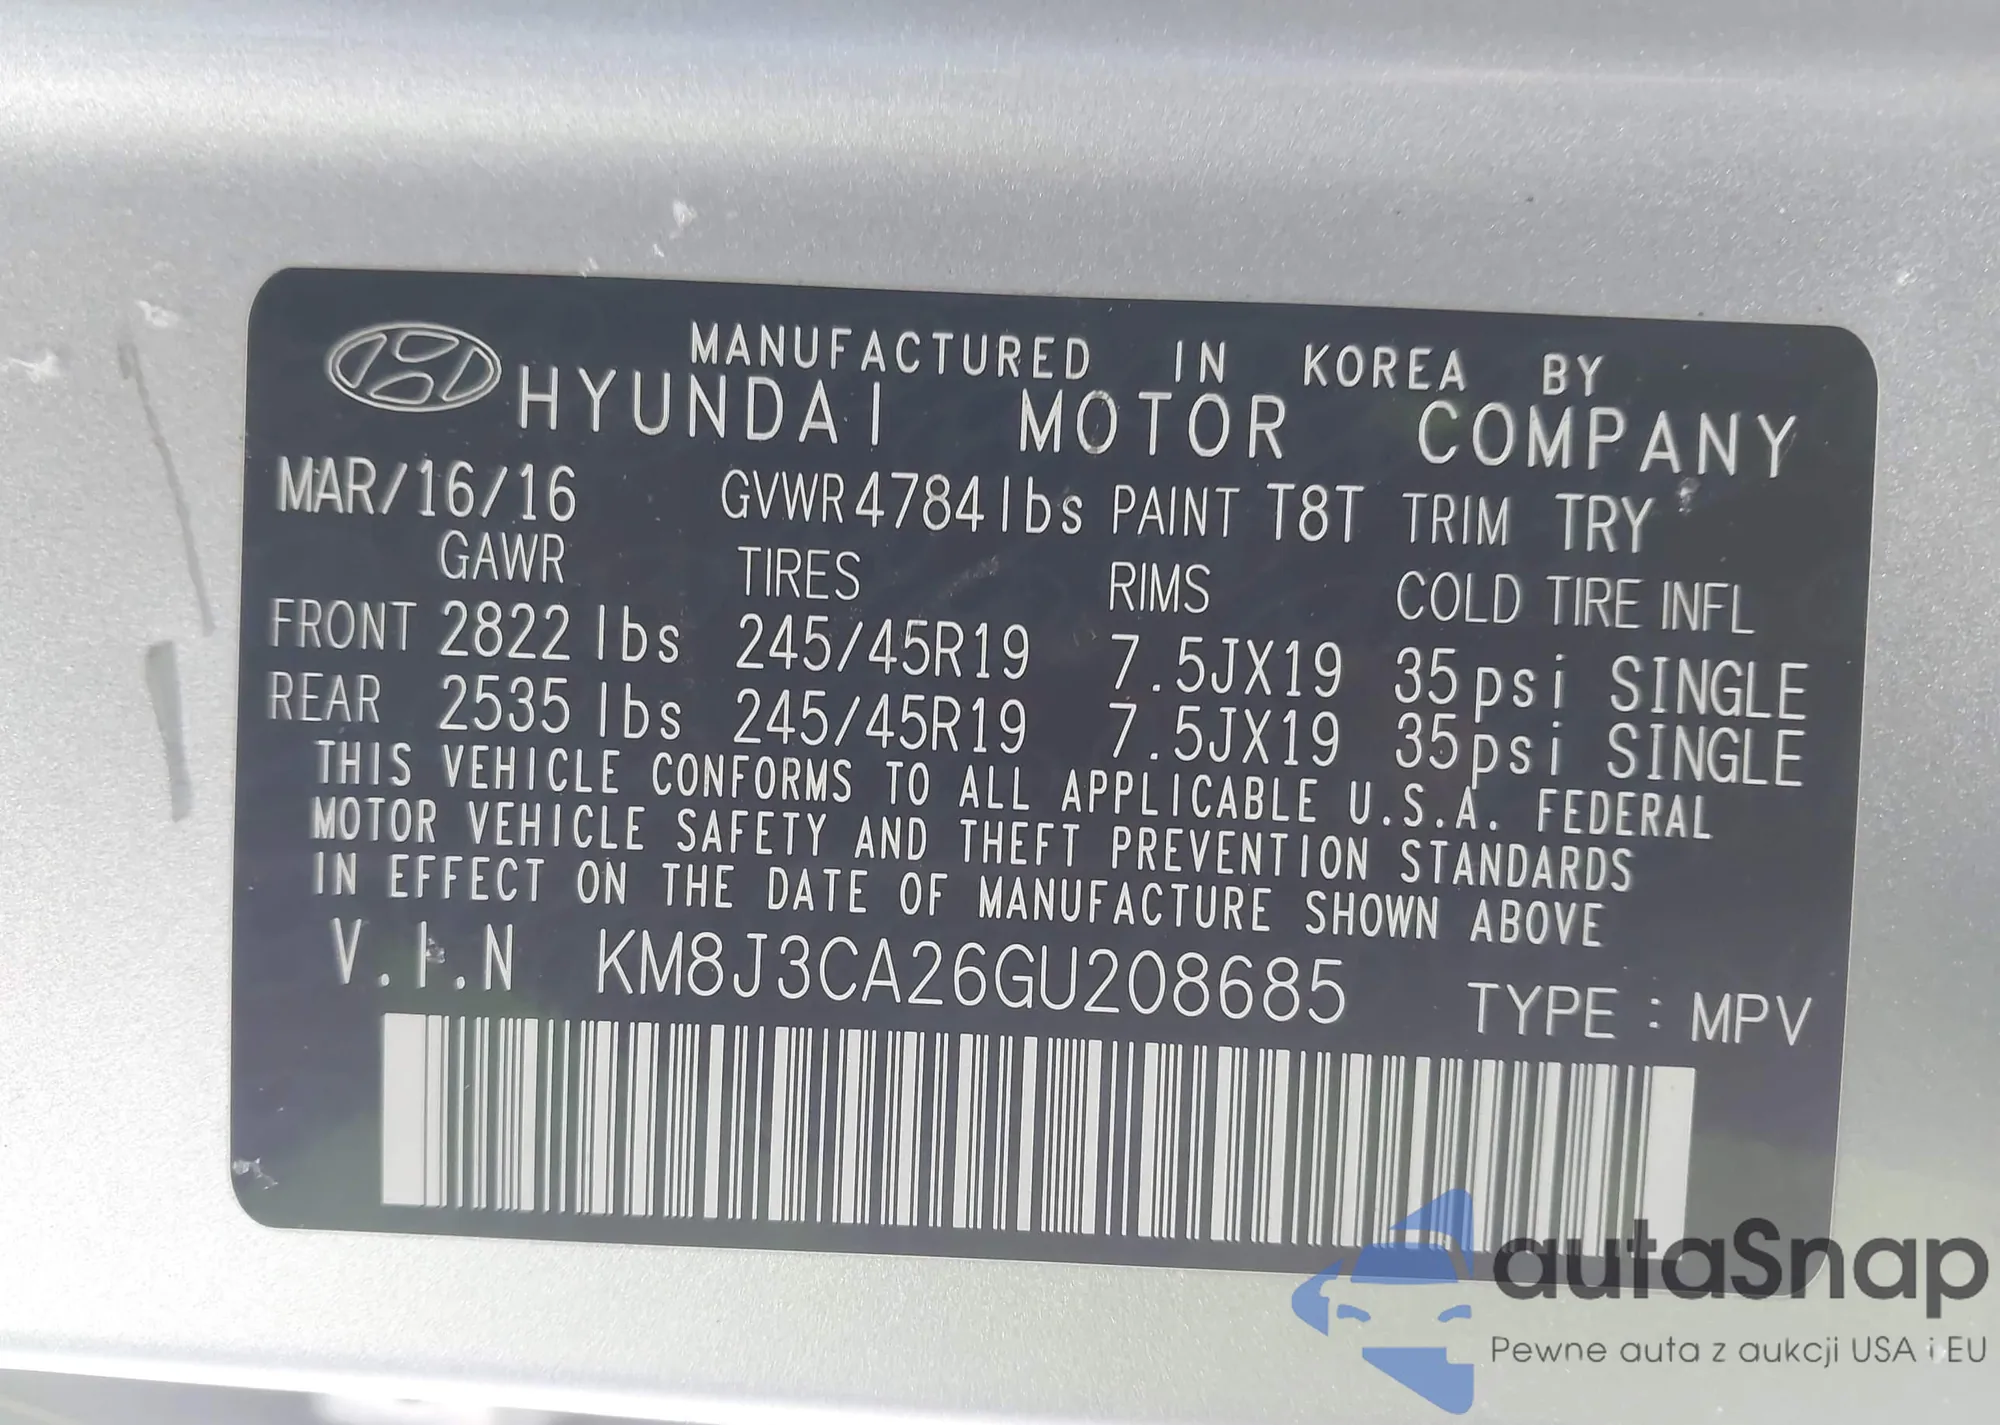 MANUFACTURED IN KOREA BY
HYUNDAI MOTOR COMPANY
MAR/16/16 GVWR 4784lbs PAINT T8T TRIM TRY
GAWR TIRES RIMS COLD TIRE INFL
FRONT 2822 lbs 245/45R19 7.5JX19 35psi SINGLE
REAR 2535 lbs 245/45R19 7.5JX19 35psi SINGLE
THIS VEHICLE CONFORMS TO ALL APPLICABLE U.S.A. FEDERAL
MOTOR VEHICLE SAFETY AND THEFT PREVENTION STANDARDS
IN EFFECT ON THE DATE OF MANUFACTURE SHOWN ABOVE
V.I.N KM8J3CA26GU208685 TYPE : MPV
autaSnap
Pewne auta z aukcji USA i EU